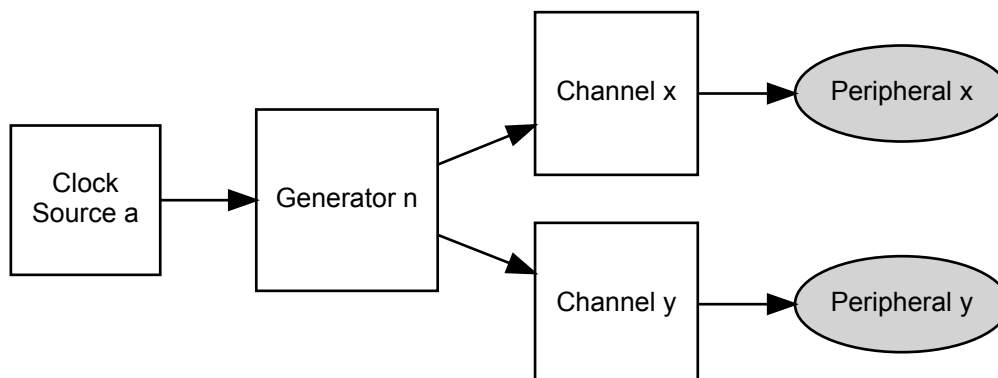 Clock
Source a
Generator n
Channel x
Peripheral x
Channel y
Peripheral y